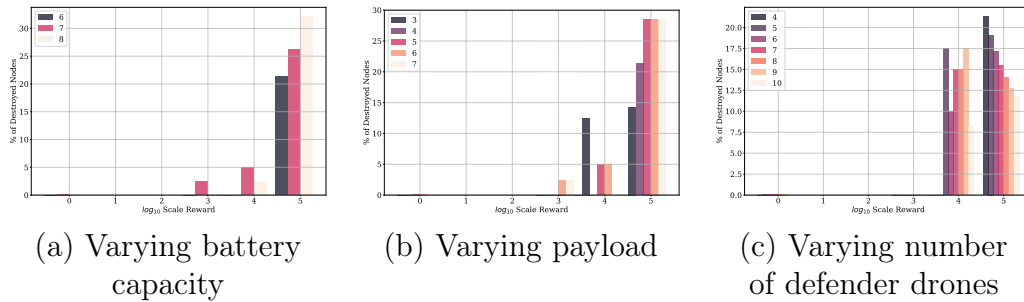 30
25
20
15
10
5
0
% of Destroyed Nodes
6
7
8
0 1 2 3 4 5
log10 Scale Reward
(a) Varying battery
capacity
30
25
20
15
10
5
0
% of Destroyed Nodes
3
4
5
6
7
0 1 2 3 4 5
log10 Scale Reward
(b) Varying payload
20.0
17.5
15.0
12.5
10.0
7.5
5.0
2.5
0.0
% of Destroyed Nodes
4
5
6
7
8
9
10
0 1 2 3 4 5
log10 Scale Reward
(c) Varying number
of defender drones